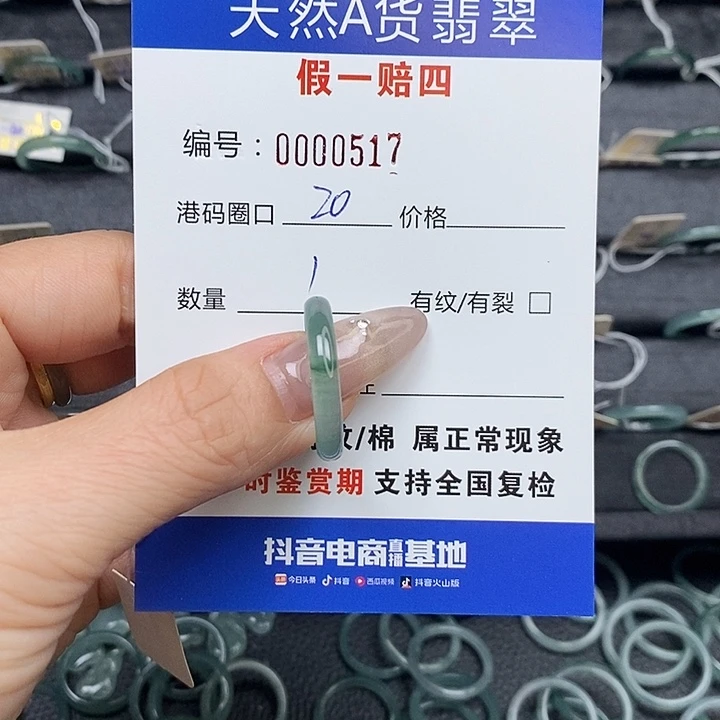 天然A货翡翠
假一赔四
编号：0000517
港码圈口 20 价格
数量 1 有纹/有裂 □
纹/棉 属正常现象
时鉴赏期 支持全国复检
抖音电商直播基地
今日头条 抖音 西瓜视频 抖音火山版